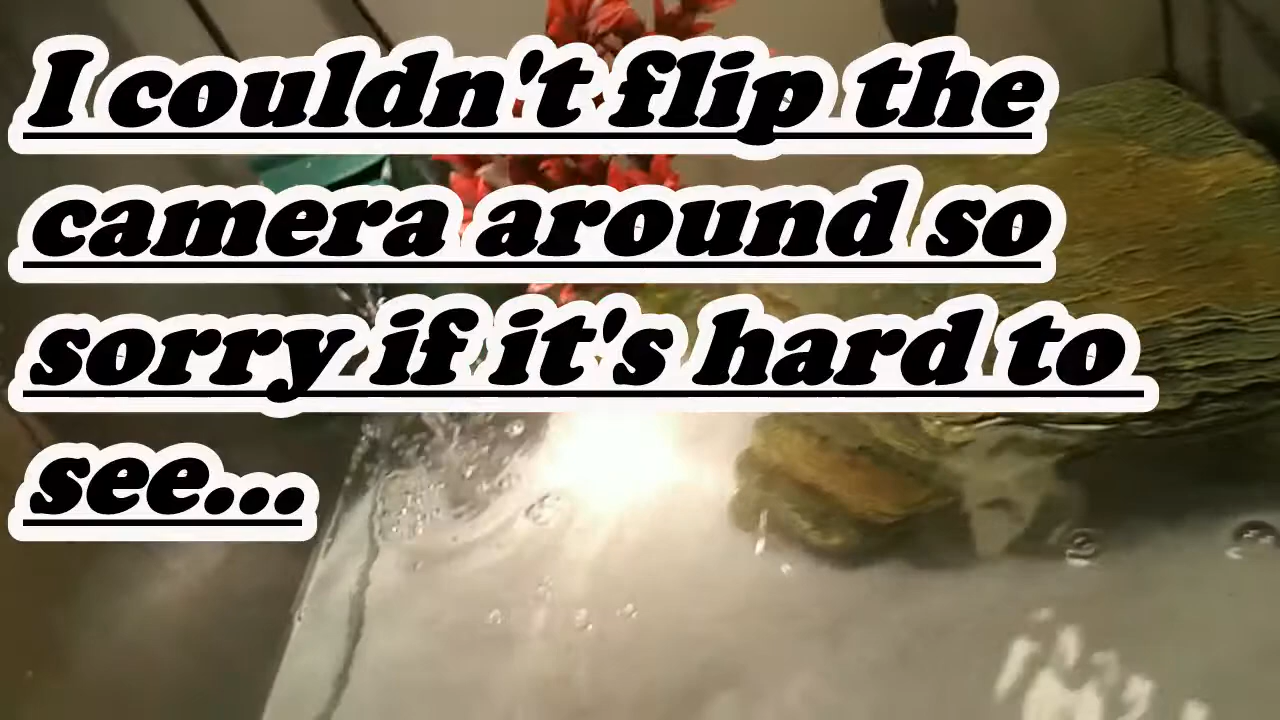 I couldn't flip the
camera around so
sorry if it's hard to
see...